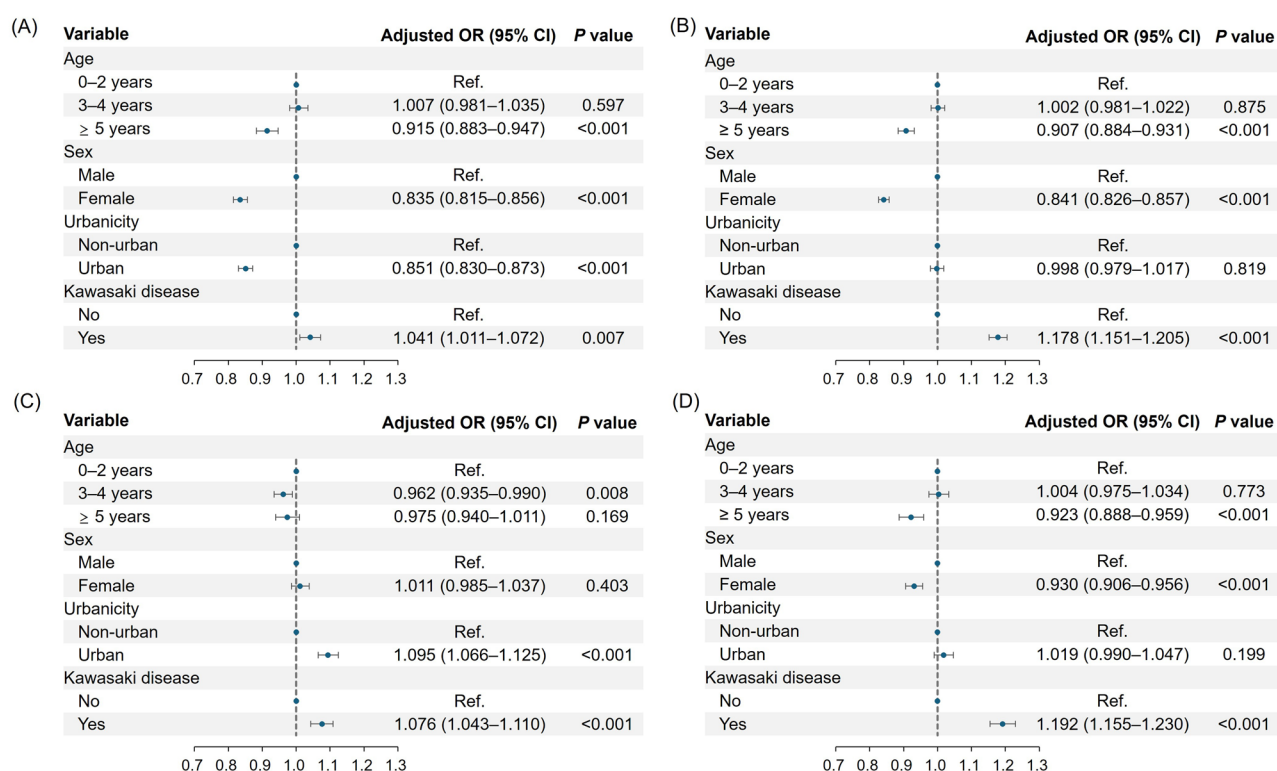 (A)
Variable Adjusted OR (95% CI) P value
Age
0–2 years Ref.
3–4 years 1.007 (0.981–1.035) 0.597
≥ 5 years 0.915 (0.883–0.947) <0.001
Sex
Male Ref.
Female 0.835 (0.815–0.856) <0.001
Urbanicity
Non-urban Ref.
Urban 0.851 (0.830–0.873) <0.001
Kawasaki disease
No Ref.
Yes 1.041 (1.011–1.072) 0.007
0.7 0.8 0.9 1.0 1.1 1.2 1.3
(B)
Variable Adjusted OR (95% CI) P value
Age
0–2 years Ref.
3–4 years 1.002 (0.981–1.022) 0.875
≥ 5 years 0.907 (0.884–0.931) <0.001
Sex
Male Ref.
Female 0.841 (0.826–0.857) <0.001
Urbanicity
Non-urban Ref.
Urban 0.998 (0.979–1.017) 0.819
Kawasaki disease
No Ref.
Yes 1.178 (1.151–1.205) <0.001
0.7 0.8 0.9 1.0 1.1 1.2 1.3
(C)
Variable Adjusted OR (95% CI) P value
Age
0–2 years Ref.
3–4 years 0.962 (0.935–0.990) 0.008
≥ 5 years 0.975 (0.940–1.011) 0.169
Sex
Male Ref.
Female 1.011 (0.985–1.037) 0.403
Urbanicity
Non-urban Ref.
Urban 1.095 (1.066–1.125) <0.001
Kawasaki disease
No Ref.
Yes 1.076 (1.043–1.110) <0.001
0.7 0.8 0.9 1.0 1.1 1.2 1.3
(D)
Variable Adjusted OR (95% CI) P value
Age
0–2 years Ref.
3–4 years 1.004 (0.975–1.034) 0.773
≥ 5 years 0.923 (0.888–0.959) <0.001
Sex
Male Ref.
Female 0.930 (0.906–0.956) <0.001
Urbanicity
Non-urban Ref.
Urban 1.019 (0.990–1.047) 0.199
Kawasaki disease
No Ref.
Yes 1.192 (1.155–1.230) <0.001
0.7 0.8 0.9 1.0 1.1 1.2 1.3